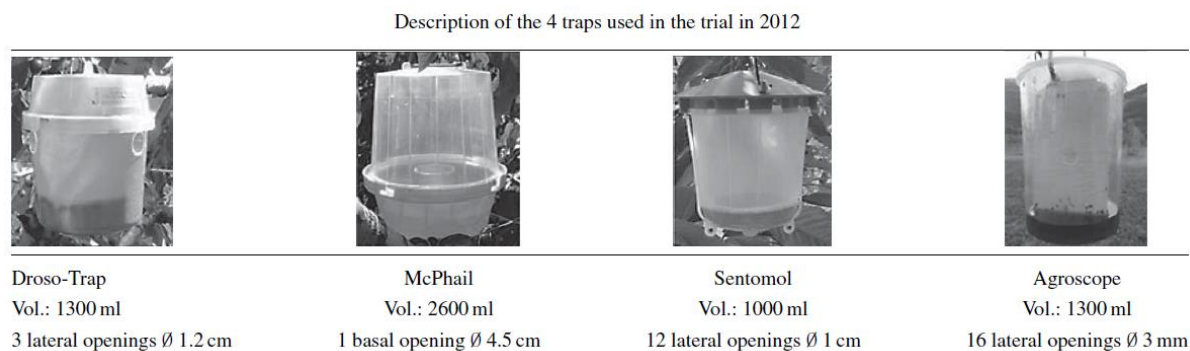 Description of the 4 traps used in the trial in 2012
Droso-Trap
Vol.: 1300 ml
3 lateral openings Ø 1.2 cm
McPhail
Vol.: 2600 ml
1 basal opening Ø 4.5 cm
Sentomol
Vol.: 1000 ml
12 lateral openings Ø 1 cm
Agroscope
Vol.: 1300 ml
16 lateral openings Ø 3 mm